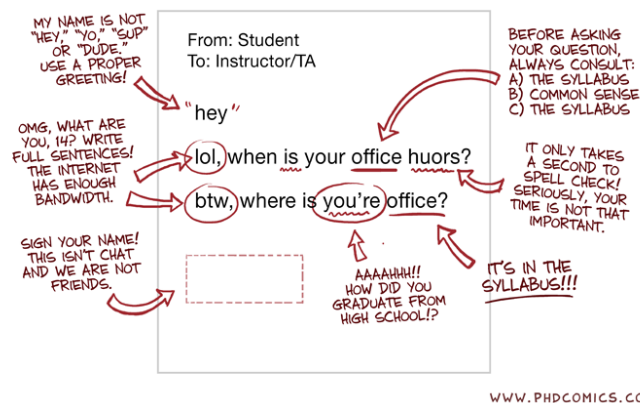 MY NAME IS NOT
"HEY," "YO," "SUP"
OR "DUDE."
USE A PROPER
GREETING!
From: Student
To: Instructor/TA
BEFORE ASKING
YOUR QUESTION,
ALWAYS CONSULT:
A) THE SYLLABUS
B) COMMON SENSE
C) THE SYLLABUS
"hey"
OMG, WHAT ARE
YOU, 14? WRITE
FULL SENTENCES!
THE INTERNET
HAS ENOUGH
BANDWIDTH.
lol, when is your office huors?
btw, where is you're office?
IT ONLY TAKES
A SECOND TO
SPELL CHECK!
SERIOUSLY, YOUR
TIME IS NOT THAT
IMPORTANT.
SIGN YOUR NAME!
THIS ISN'T CHAT
AND WE ARE NOT
FRIENDS.
AAAAHHH!!
HOW DID YOU
GRADUATE FROM
HIGH SCHOOL!?
IT'S IN THE
SYLLABUS!!!
WWW.PHDCOMICS.CO